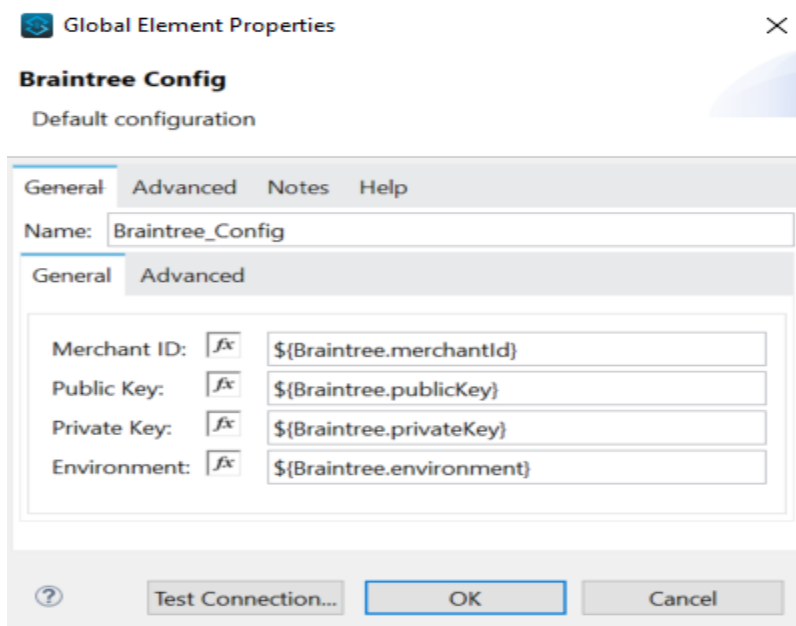 Global Element Properties
Braintree Config
Default configuration
General Advanced Notes Help
Name: Braintree_Config
General Advanced
Merchant ID: fx ${Braintree.merchantId}
Public Key: fx ${Braintree.publicKey}
Private Key: fx ${Braintree.privateKey}
Environment: fx ${Braintree.environment}
? Test Connection... OK Cancel